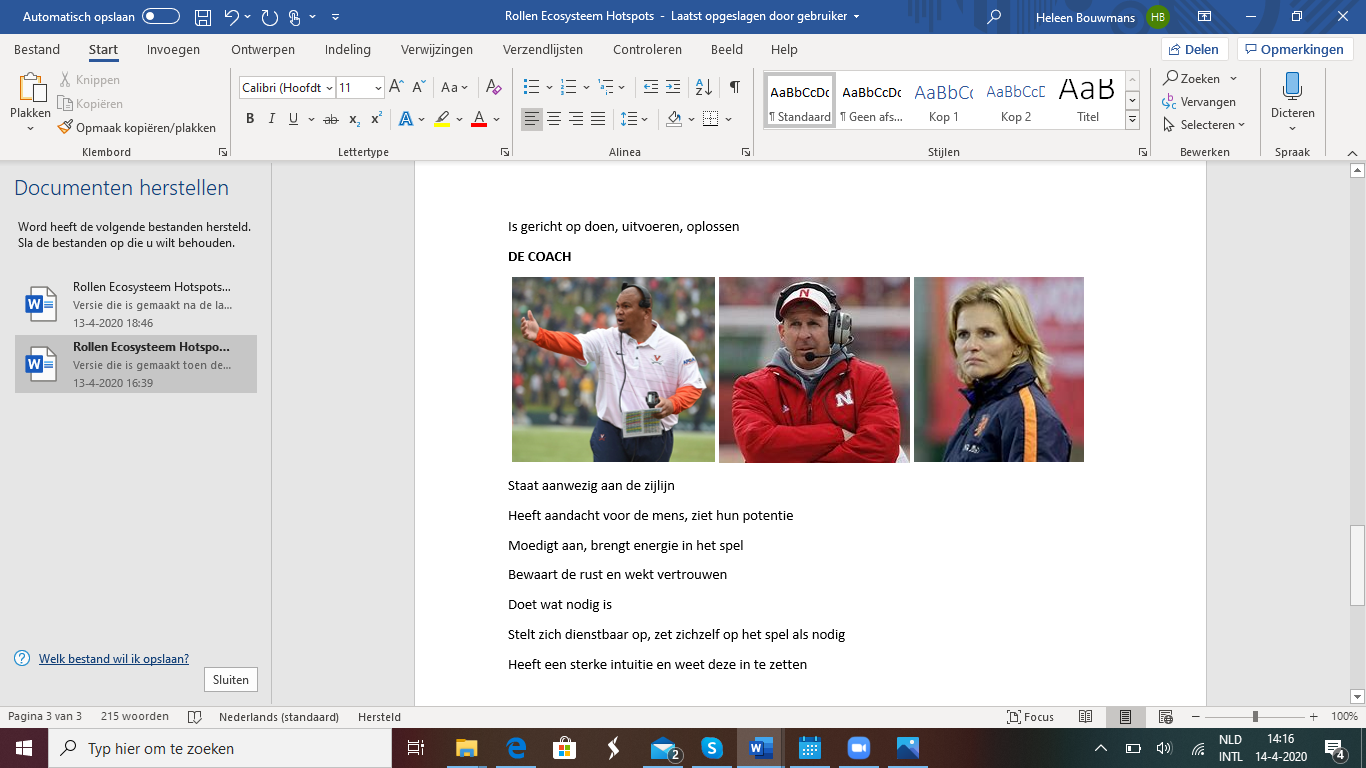 Automatisch opslaan
Rollen Ecosysteem Hotspots - Laatst opgeslagen door gebruiker
Heleen Bouwmans
HB
Bestand Start Invoegen Ontwerpen Indeling Verwijzingen Verzendlijsten Controleren Beeld Help
Delen Opmerkingen
Plakken
Knippen
Kopiëren
Opmaak kopiëren/plakken
Klembord
Calibri (Hoofdt 11
Lettertype
Alinea
AaBbCcDc AaBbCcDc AaBbCc AaBbCcD AaB
¶ Standaard ¶ Geen afs... Kop 1 Kop 2 Titel
Stijlen
Zoeken
Vervangen
Selecteren
Bewerken
Dicteren
Spraak
Documenten herstellen
Word heeft de volgende bestanden hersteld.
Sla de bestanden op die u wilt behouden.
Rollen Ecosysteem Hotspots...
Versie die is gemaakt na de la...
13-4-2020 18:46
Rollen Ecosysteem Hotspo...
Versie die is gemaakt toen de...
13-4-2020 16:39
Welk bestand wil ik opslaan?
Sluiten
Is gericht op doen, uitvoeren, oplossen
DE COACH
N
N
Staat aanwezig aan de zijlijn
Heeft aandacht voor de mens, ziet hun potentie
Moedigt aan, brengt energie in het spel
Bewaart de rust en wekt vertrouwen
Doet wat nodig is
Stelt zich dienstbaar op, zet zichzelf op het spel als nodig
Heeft een sterke intuitie en weet deze in te zetten
Pagina 3 van 3 215 woorden Nederlands (standaard) Hersteld
Focus
100%
Typ hier om te zoeken
2
NLD
INTL
14:16
14-4-2020
4